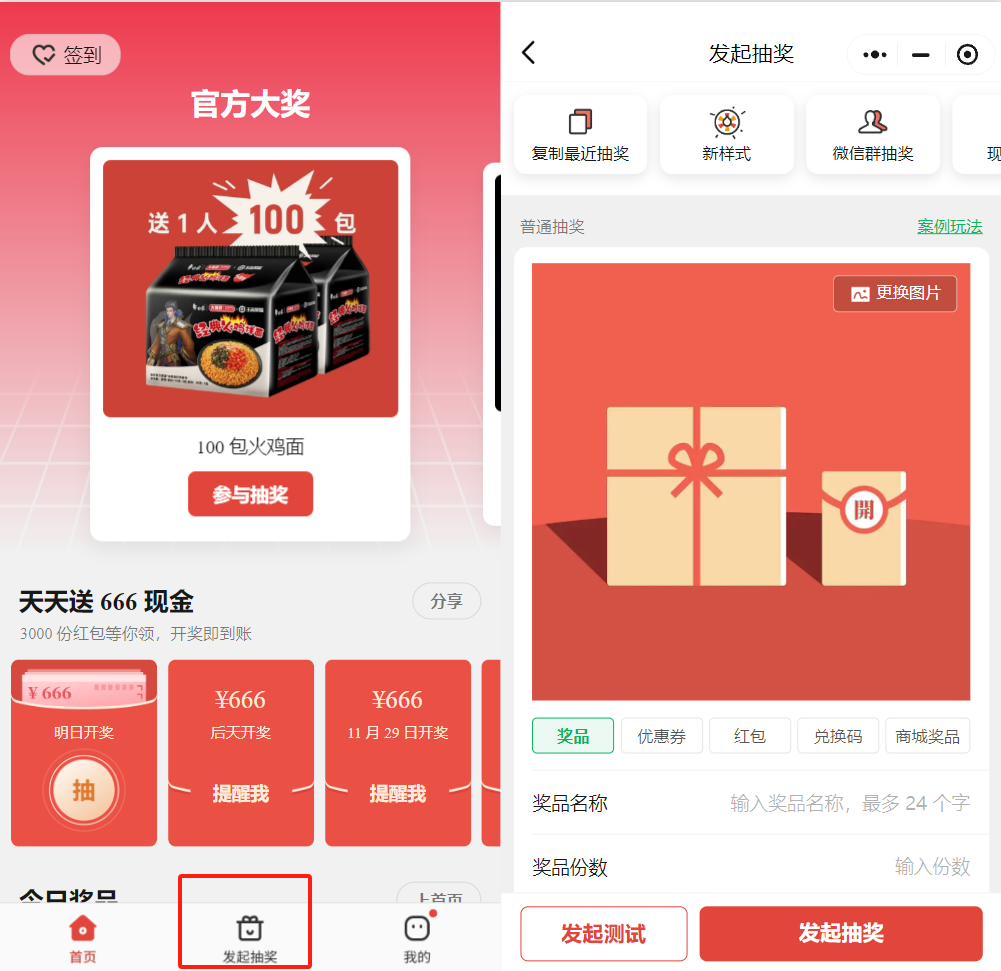 签到
官方大奖
送1人100包
经典火鸡拌面
100 包火鸡面
参与抽奖
天天送 666 现金
分享
3000 份红包等你领，开奖即到账
¥ 666
明日开奖
抽
¥666
后天开奖
提醒我
¥666
11 月 29 日开奖
提醒我
今日奖品
上首页
首页
发起抽奖
我的
发起抽奖
复制最近抽奖
新样式
微信群抽奖
现
普通抽奖
案例玩法
更换图片
開
奖品
优惠券
红包
兑换码
商城奖品
奖品名称
输入奖品名称，最多 24 个字
奖品份数
输入份数
发起测试
发起抽奖